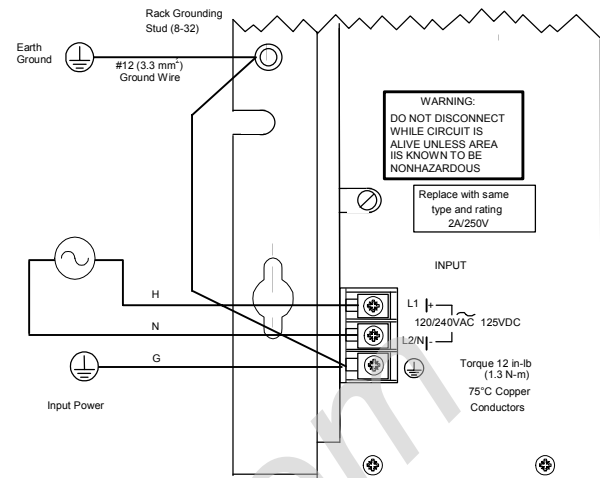 Rack Grounding
Stud (8-32)
Earth
Ground
#12 (3.3 mm²)
Ground Wire
WARNING:
DO NOT DISCONNECT
WHILE CIRCUIT IS
ALIVE UNLESS AREA
IIS KNOWN TO BE
NONHAZARDOUS
Replace with same
type and rating
2A/250V
INPUT
H
L1 +
120/240VAC 125VDC
N
L2/N -
G
Torque 12 in-lb
(1.3 N-m)
75°C Copper
Conductors
Input Power
om